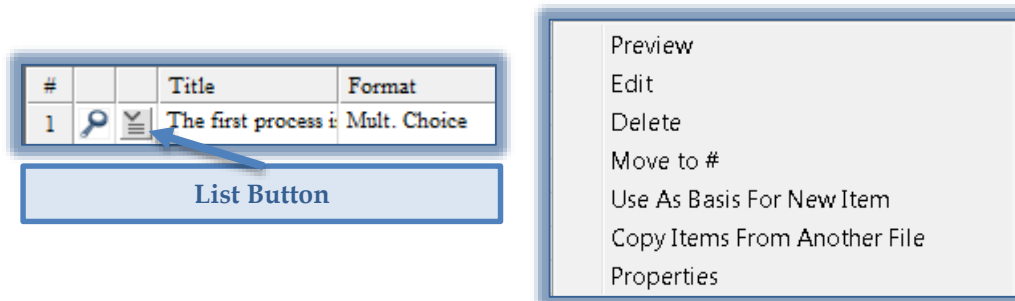 # Title Format
1 The first process is Mult. Choice
List Button
Preview
Edit
Delete
Move to #
Use As Basis For New Item
Copy Items From Another File
Properties